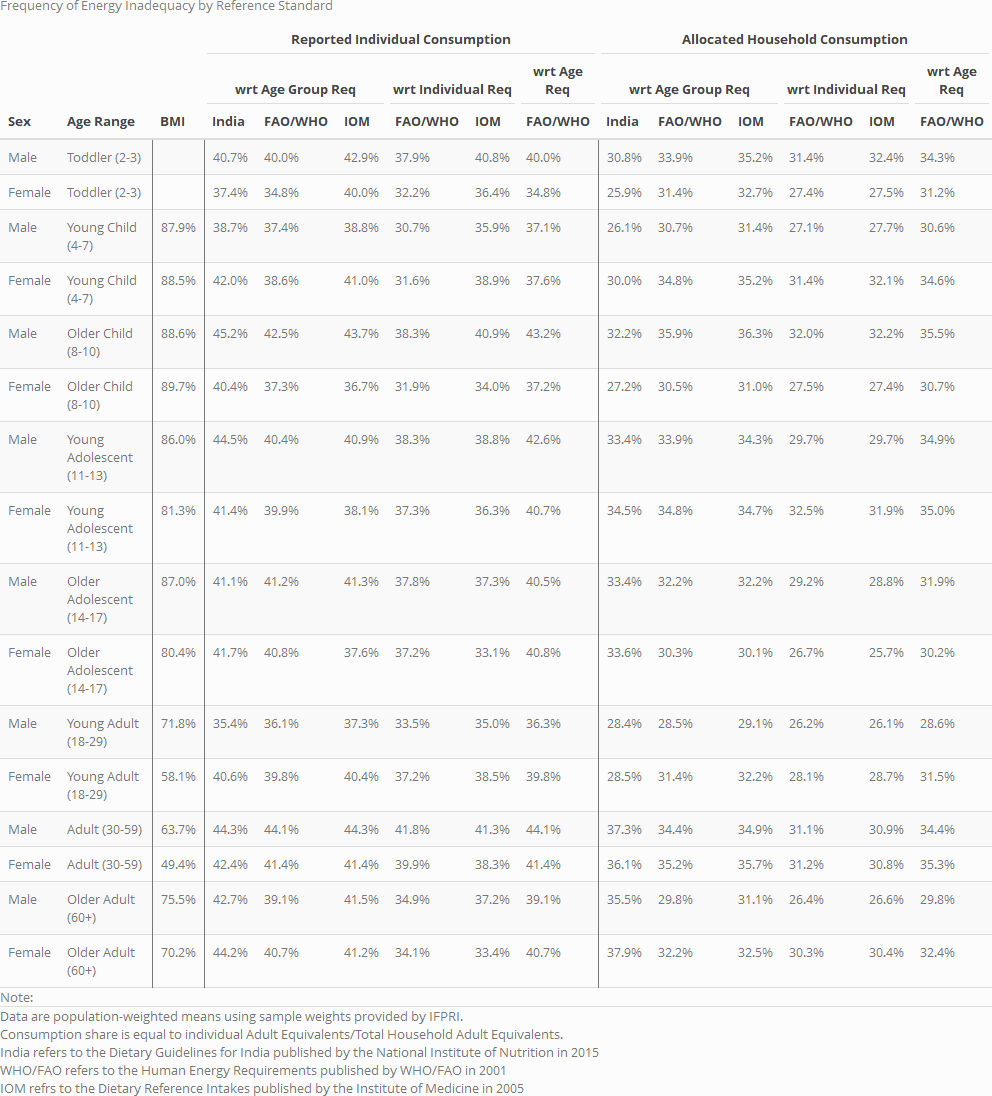 Frequency of Energy Inadequacy by Reference Standard
Reported Individual Consumption Allocated Household Consumption
wrt Age Group Req wrt Individual Req wrt Age Req wrt Age Group Req wrt Individual Req wrt Age Req
Sex Age Range BMI India FAO/WHO IOM FAO/WHO IOM FAO/WHO India FAO/WHO IOM FAO/WHO IOM FAO/WHO
Male Toddler (2-3) 40.7% 40.0% 42.9% 37.9% 40.8% 40.0% 30.8% 33.9% 35.2% 31.4% 32.4% 34.3%
Female Toddler (2-3) 37.4% 34.8% 40.0% 32.2% 36.4% 34.8% 25.9% 31.4% 32.7% 27.4% 27.5% 31.2%
Male Young Child (4-7) 87.9% 38.7% 37.4% 38.8% 30.7% 35.9% 37.1% 26.1% 30.7% 31.4% 27.1% 27.7% 30.6%
Female Young Child (4-7) 88.5% 42.0% 38.6% 41.0% 31.6% 38.9% 37.6% 30.0% 34.8% 35.2% 31.4% 32.1% 34.6%
Male Older Child (8-10) 88.6% 45.2% 42.5% 43.7% 38.3% 40.9% 43.2% 32.2% 35.9% 36.3% 32.0% 32.2% 35.5%
Female Older Child (8-10) 89.7% 40.4% 37.3% 36.7% 31.9% 34.0% 37.2% 27.2% 30.5% 31.0% 27.5% 27.4% 30.7%
Male Young Adolescent (11-13) 86.0% 44.5% 40.4% 40.9% 38.3% 38.8% 42.6% 33.4% 33.9% 34.3% 29.7% 29.7% 34.9%
Female Young Adolescent (11-13) 81.3% 41.4% 39.9% 38.1% 37.3% 36.3% 40.7% 34.5% 34.8% 34.7% 32.5% 31.9% 35.0%
Male Older Adolescent (14-17) 87.0% 41.1% 41.2% 41.3% 37.8% 37.3% 40.5% 33.4% 32.2% 32.2% 29.2% 28.8% 31.9%
Female Older Adolescent (14-17) 80.4% 41.7% 40.8% 37.6% 37.2% 33.1% 40.8% 33.6% 30.3% 30.1% 26.7% 25.7% 30.2%
Male Young Adult (18-29) 71.8% 35.4% 36.1% 37.3% 33.5% 35.0% 36.3% 28.4% 28.5% 29.1% 26.2% 26.1% 28.6%
Female Young Adult (18-29) 58.1% 40.6% 39.8% 40.4% 37.2% 38.5% 39.8% 28.5% 31.4% 32.2% 28.1% 28.7% 31.5%
Male Adult (30-59) 63.7% 44.3% 44.1% 44.3% 41.8% 41.3% 44.1% 37.3% 34.4% 34.9% 31.1% 30.9% 34.4%
Female Adult (30-59) 49.4% 42.4% 41.4% 41.4% 39.9% 38.3% 41.4% 36.1% 35.2% 35.7% 31.2% 30.8% 35.3%
Male Older Adult (60+) 75.5% 42.7% 39.1% 41.5% 34.9% 37.2% 39.1% 35.5% 29.8% 31.1% 26.4% 26.6% 29.8%
Female Older Adult (60+) 70.2% 44.2% 40.7% 41.2% 34.1% 33.4% 40.7% 37.9% 32.2% 32.5% 30.3% 30.4% 32.4%
Note:
Data are population-weighted means using sample weights provided by IFPRI.
Consumption share is equal to individual Adult Equivalents/Total Household Adult Equivalents.
India refers to the Dietary Guidelines for India published by the National Institute of Nutrition in 2015
WHO/FAO refers to the Human Energy Requirements published by WHO/FAO in 2001
IOM refrs to the Dietary Reference Intakes published by the Institute of Medicine in 2005